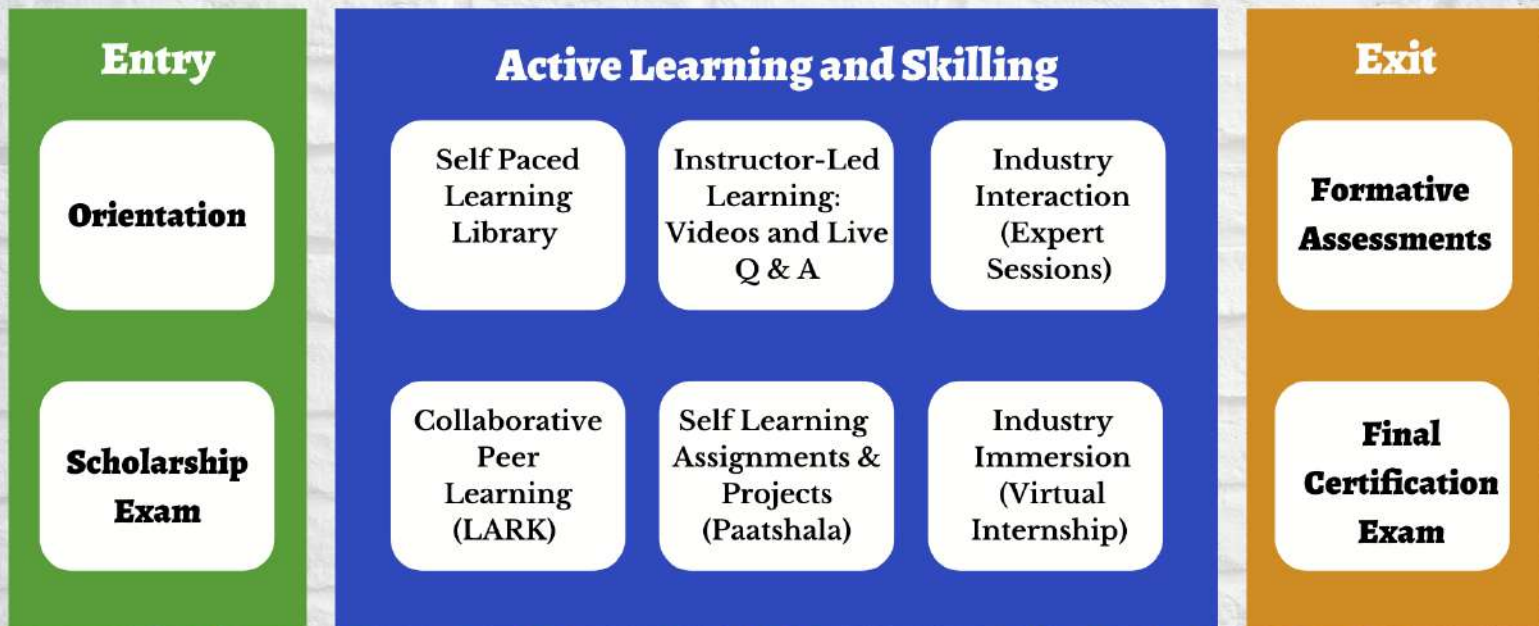 Entry
Orientation
Scholarship
Exam
Active Learning and Skilling
Self Paced
Learning
Library
Instructor-Led
Learning:
Videos and Live
Q & A
Industry
Interaction
(Expert
Sessions)
Collaborative
Peer
Learning
(LARK)
Self Learning
Assignments &
Projects
(Paatshala)
Industry
Immersion
(Virtual
Internship)
Exit
Formative
Assessments
Final
Certification
Exam